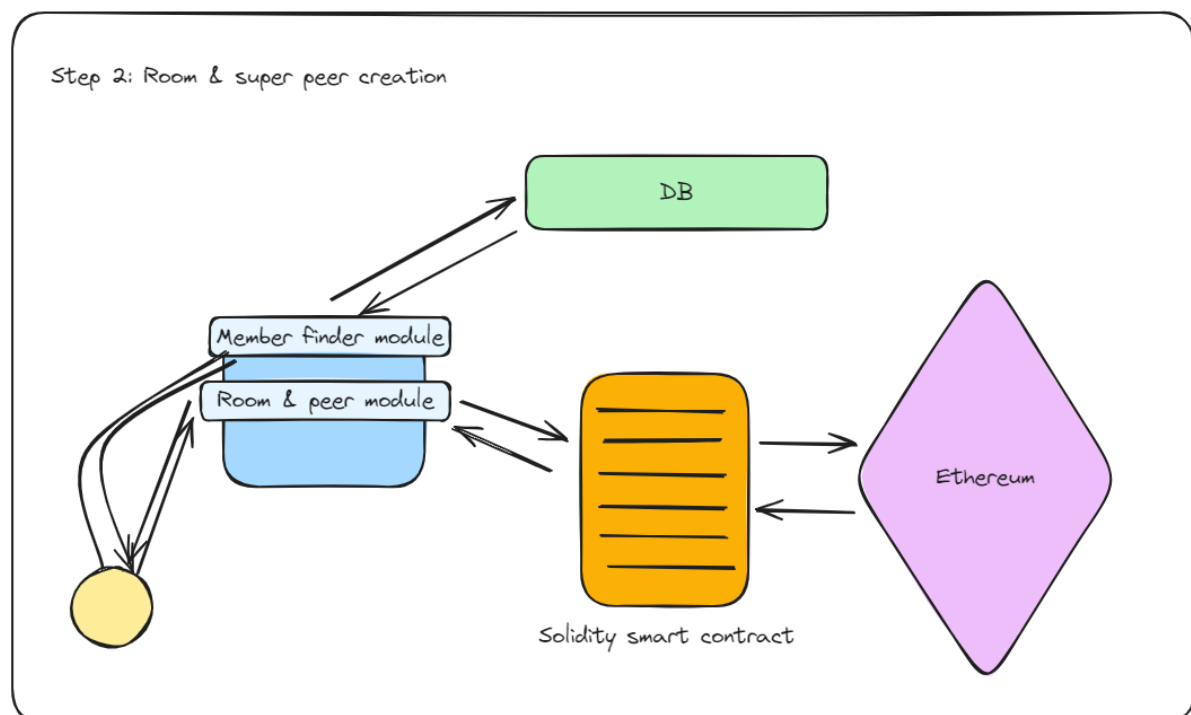 Step 2: Room & super peer creation
DB
Member finder module
Room & peer module
Ethereum
Solidity smart contract